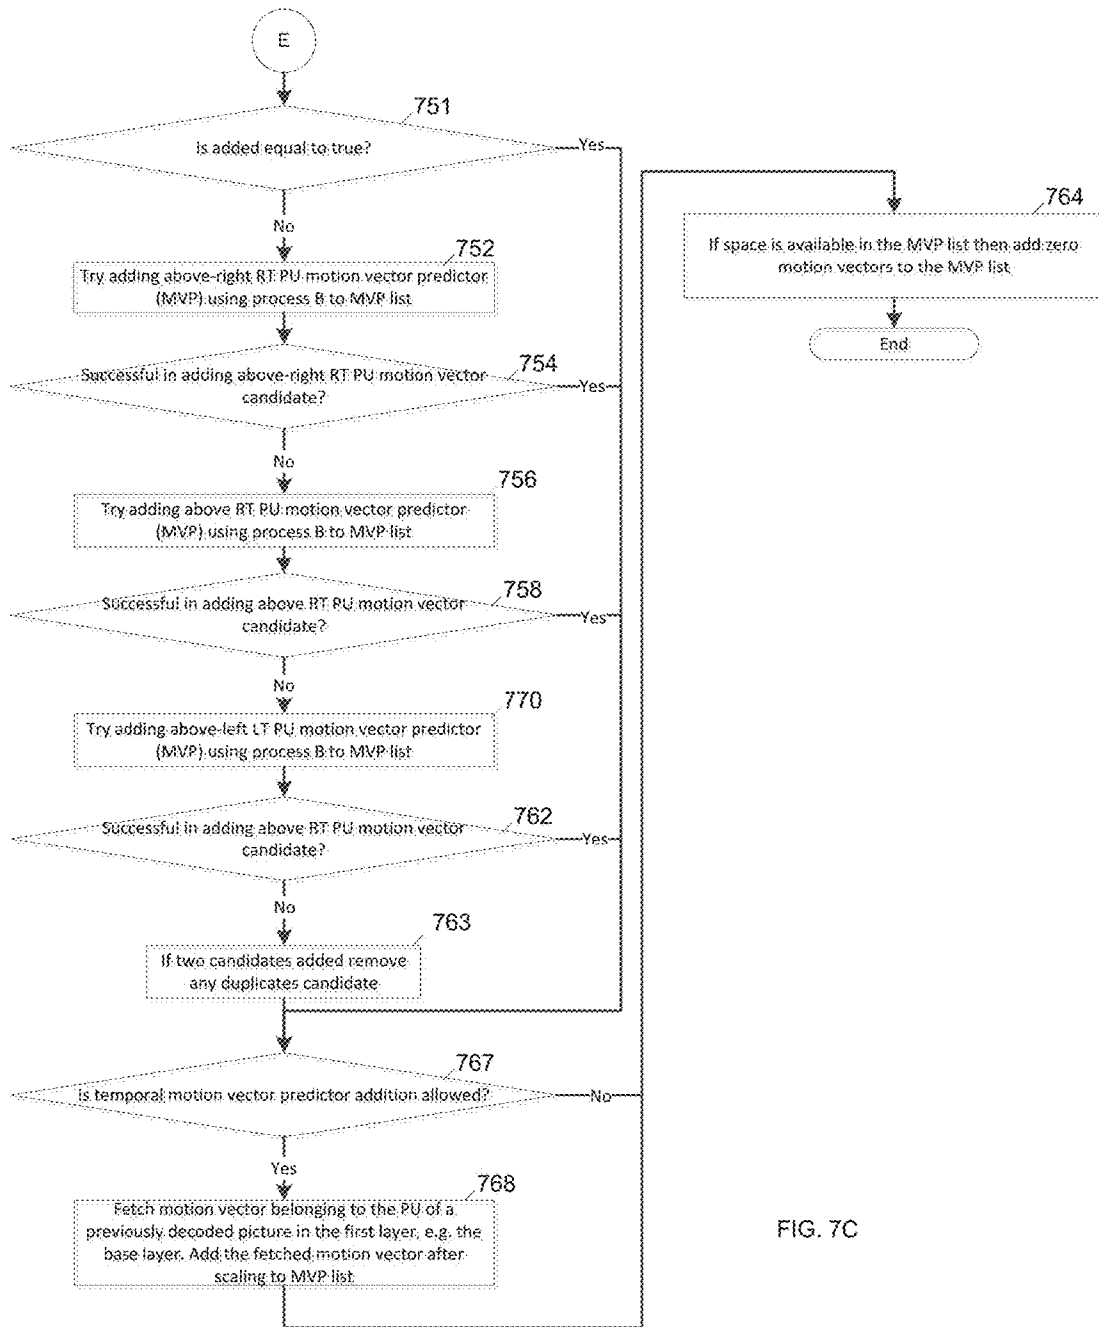 E
751
Is added equal to true?
Yes
No
752
Try adding above-right RT PU motion vector predictor
(MVP) using process B to MVP list
754
Successful in adding above-right RT PU motion vector
candidate?
Yes
No
756
Try adding above RT PU motion vector predictor
(MVP) using process B to MVP list
758
Successful in adding above RT PU motion vector
candidate?
Yes
No
770
Try adding above-left LT PU motion vector predictor
(MVP) using process B to MVP list
762
Successful in adding above RT PU motion vector
candidate?
Yes
No
763
If two candidates added remove
any duplicates candidate
767
Is temporal motion vector predictor addition allowed?
No
Yes
768
Fetch motion vector belonging to the PU of a
previously decoded picture in the first layer, e.g. the
base layer. Add the fetched motion vector after
scaling to MVP list
764
If space is available in the MVP list then add zero
motion vectors to the MVP list
End
FIG. 7C